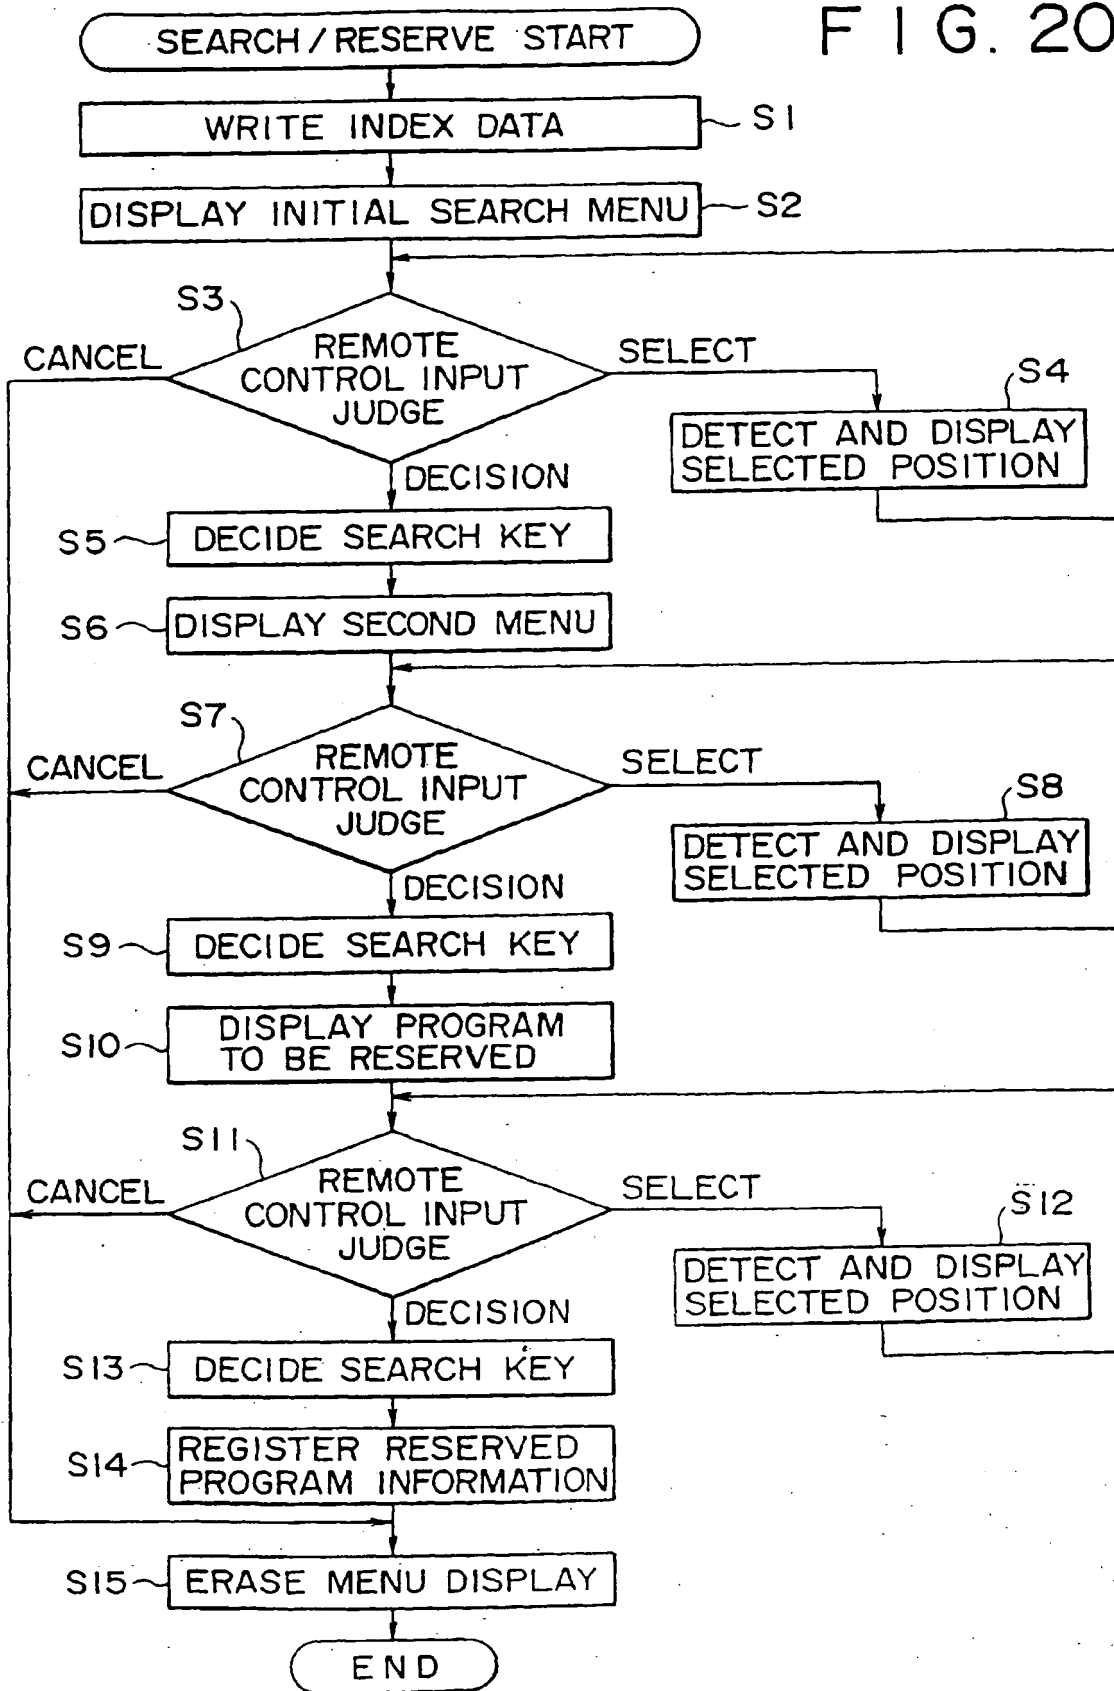 FIG. 20
SEARCH/RESERVE START
WRITE INDEX DATA
S1
DISPLAY INITIAL SEARCH MENU
S2
S3
CANCEL
REMOTE
CONTROL INPUT
JUDGE
SELECT
S4
DETECT AND DISPLAY
SELECTED POSITION
DECISION
S5
DECIDE SEARCH KEY
S6
DISPLAY SECOND MENU
S7
CANCEL
REMOTE
CONTROL INPUT
JUDGE
SELECT
S8
DETECT AND DISPLAY
SELECTED POSITION
DECISION
S9
DECIDE SEARCH KEY
S10
DISPLAY PROGRAM
TO BE RESERVED
S11
CANCEL
REMOTE
CONTROL INPUT
JUDGE
SELECT
S12
DETECT AND DISPLAY
SELECTED POSITION
DECISION
S13
DECIDE SEARCH KEY
S14
REGISTER RESERVED
PROGRAM INFORMATION
S15
ERASE MENU DISPLAY
END